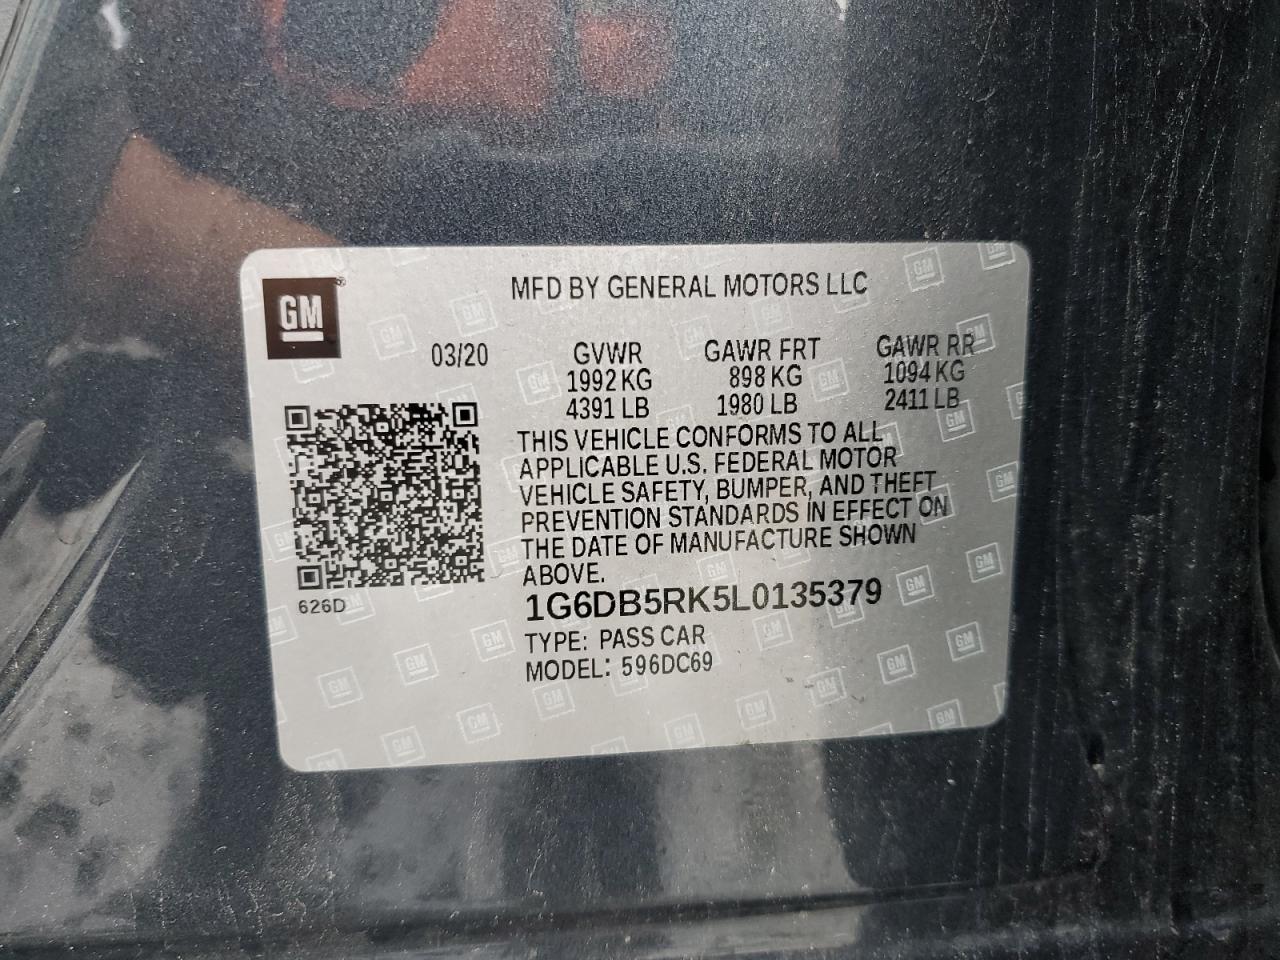 GM
MFD BY GENERAL MOTORS LLC
03/20 GVWR GAWR FRT GAWR RR
1992 KG 898 KG 1094 KG
4391 LB 1980 LB 2411 LB
THIS VEHICLE CONFORMS TO ALL
APPLICABLE U.S. FEDERAL MOTOR
VEHICLE SAFETY, BUMPER, AND THEFT
PREVENTION STANDARDS IN EFFECT ON
THE DATE OF MANUFACTURE SHOWN
ABOVE.
626D
1G6DB5RK5L0135379
TYPE: PASS CAR
MODEL: 596DC69